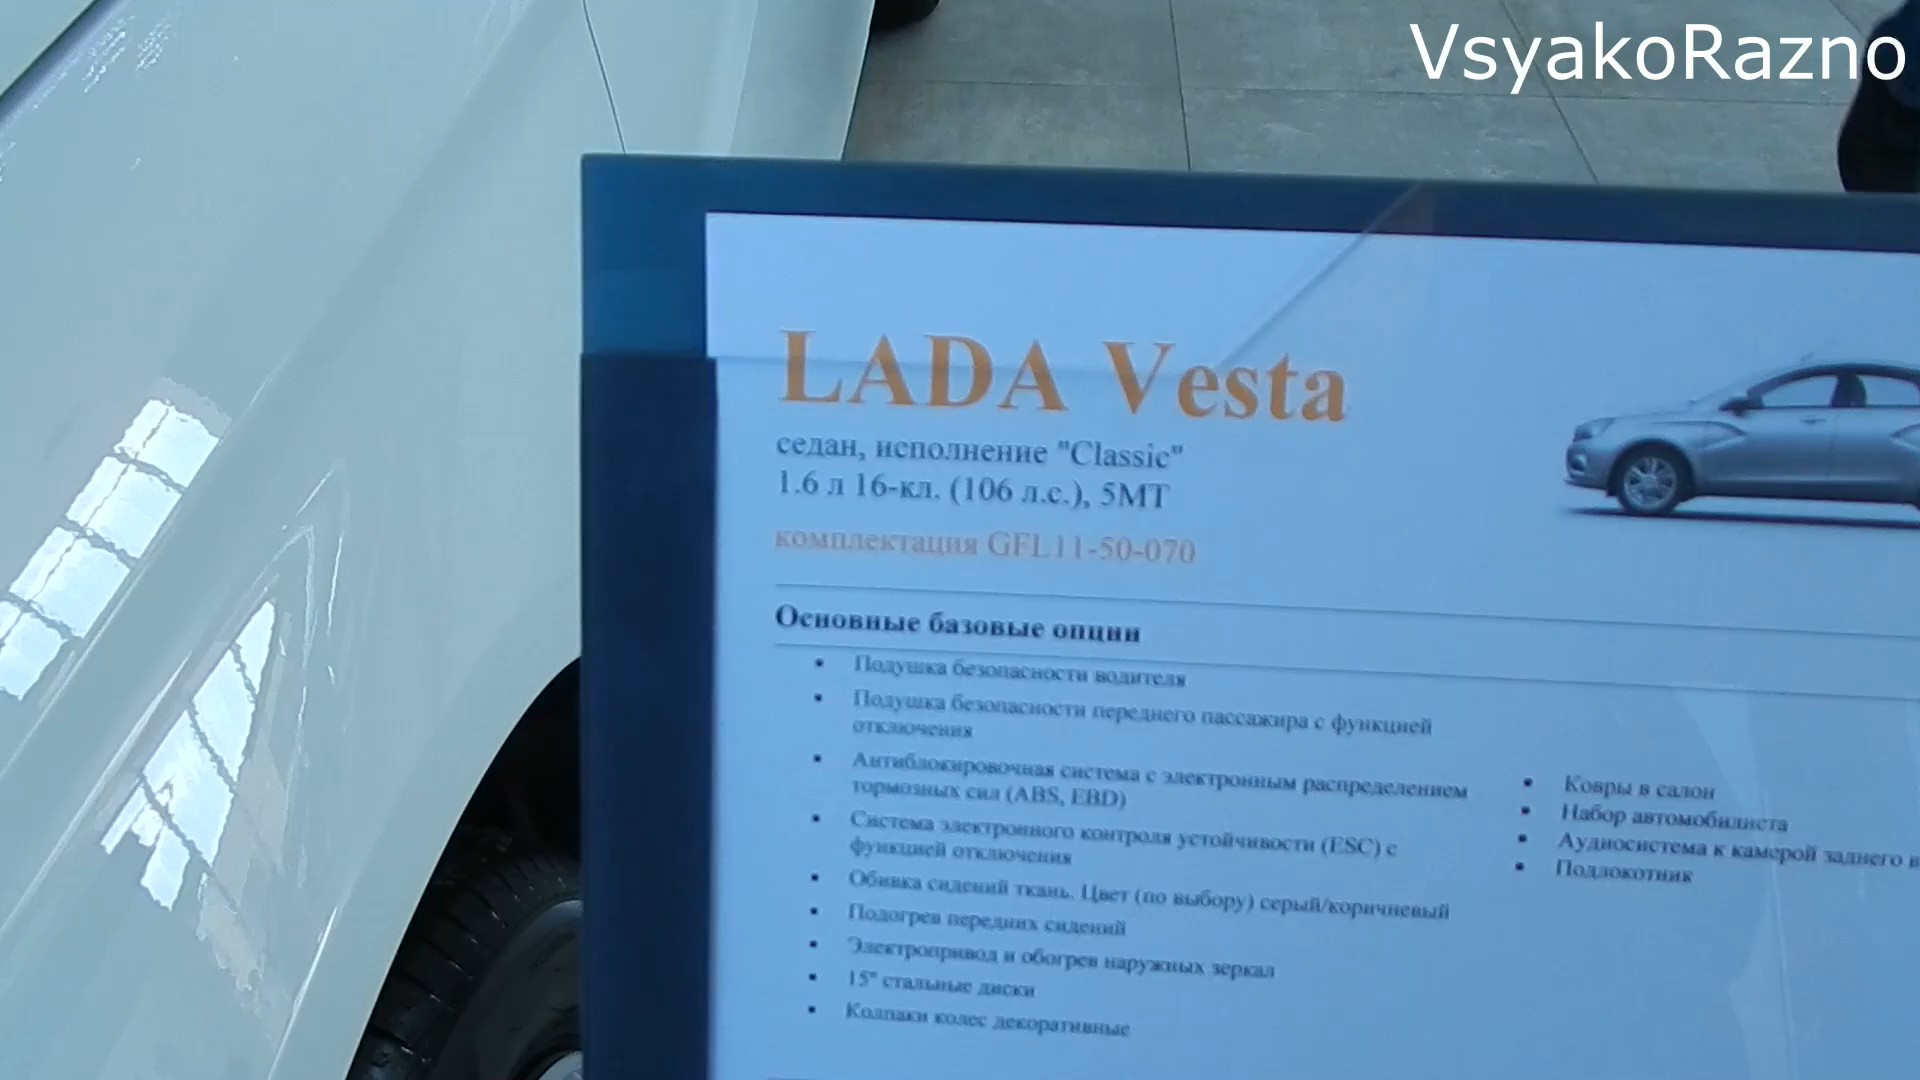 VsyakoRazno
LADA Vesta
седан, исполнение "Classic"
1.6 л 16-кл. (106 л.с.), 5МТ
комплектация GFL11-50-070
Основные базовые опции
• Подушка безопасности водителя
• Подушка безопасности переднего пассажира с функцией
отключения
• Антиблокировочная система с электронным распределением
тормозных сил (ABS, EBD)
• Система электронного контроля устойчивости (ESC) с
функцией отключения
• Обивка сидений ткань. Цвет (по выбору) серый/коричневый
• Подогрев передних сидений
• Электропривод и обогрев наружных зеркал
• 15" стальные диски
• Колпаки колес декоративные
• Ковры в салон
• Набор автомобилиста
• Аудиосистема к камерой заднего
• Подлокотник